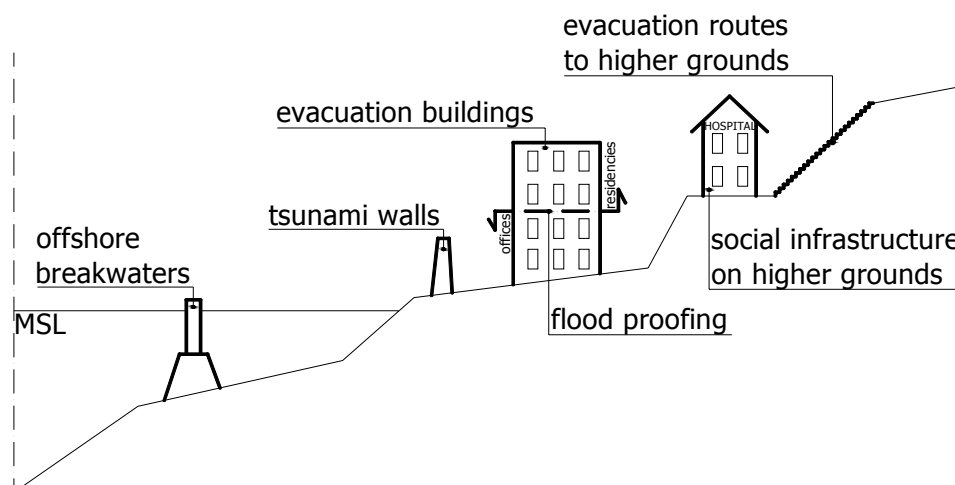 evacuation routes
to higher grounds
evacuation buildings
HOSPITAL
residencies
tsunami walls
offices
offshore
breakwaters
social infrastructure
on higher grounds
flood proofing
MSL